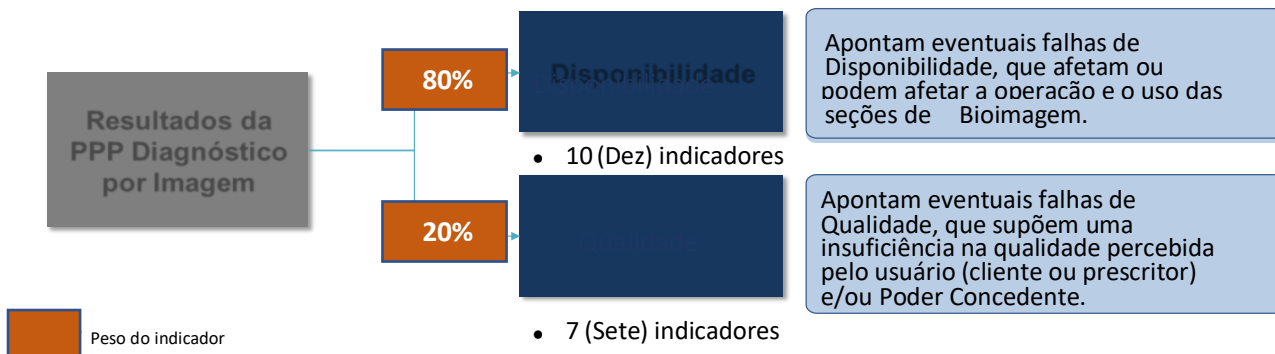 Resultados da
PPP Diagnóstico
por Imagem
80%
Disponibilidade
• 10 (Dez) indicadores
Apontam eventuais falhas de
Disponibilidade, que afetam ou
podem afetar a operação e o uso das
seções de Bioimagem.
20%
Qualidade
• 7 (Sete) indicadores
Apontam eventuais falhas de
Qualidade, que supõem uma
insuficiência na qualidade percebida
pelo usuário (cliente ou prescritor)
e/ou Poder Concedente.
Peso do indicador